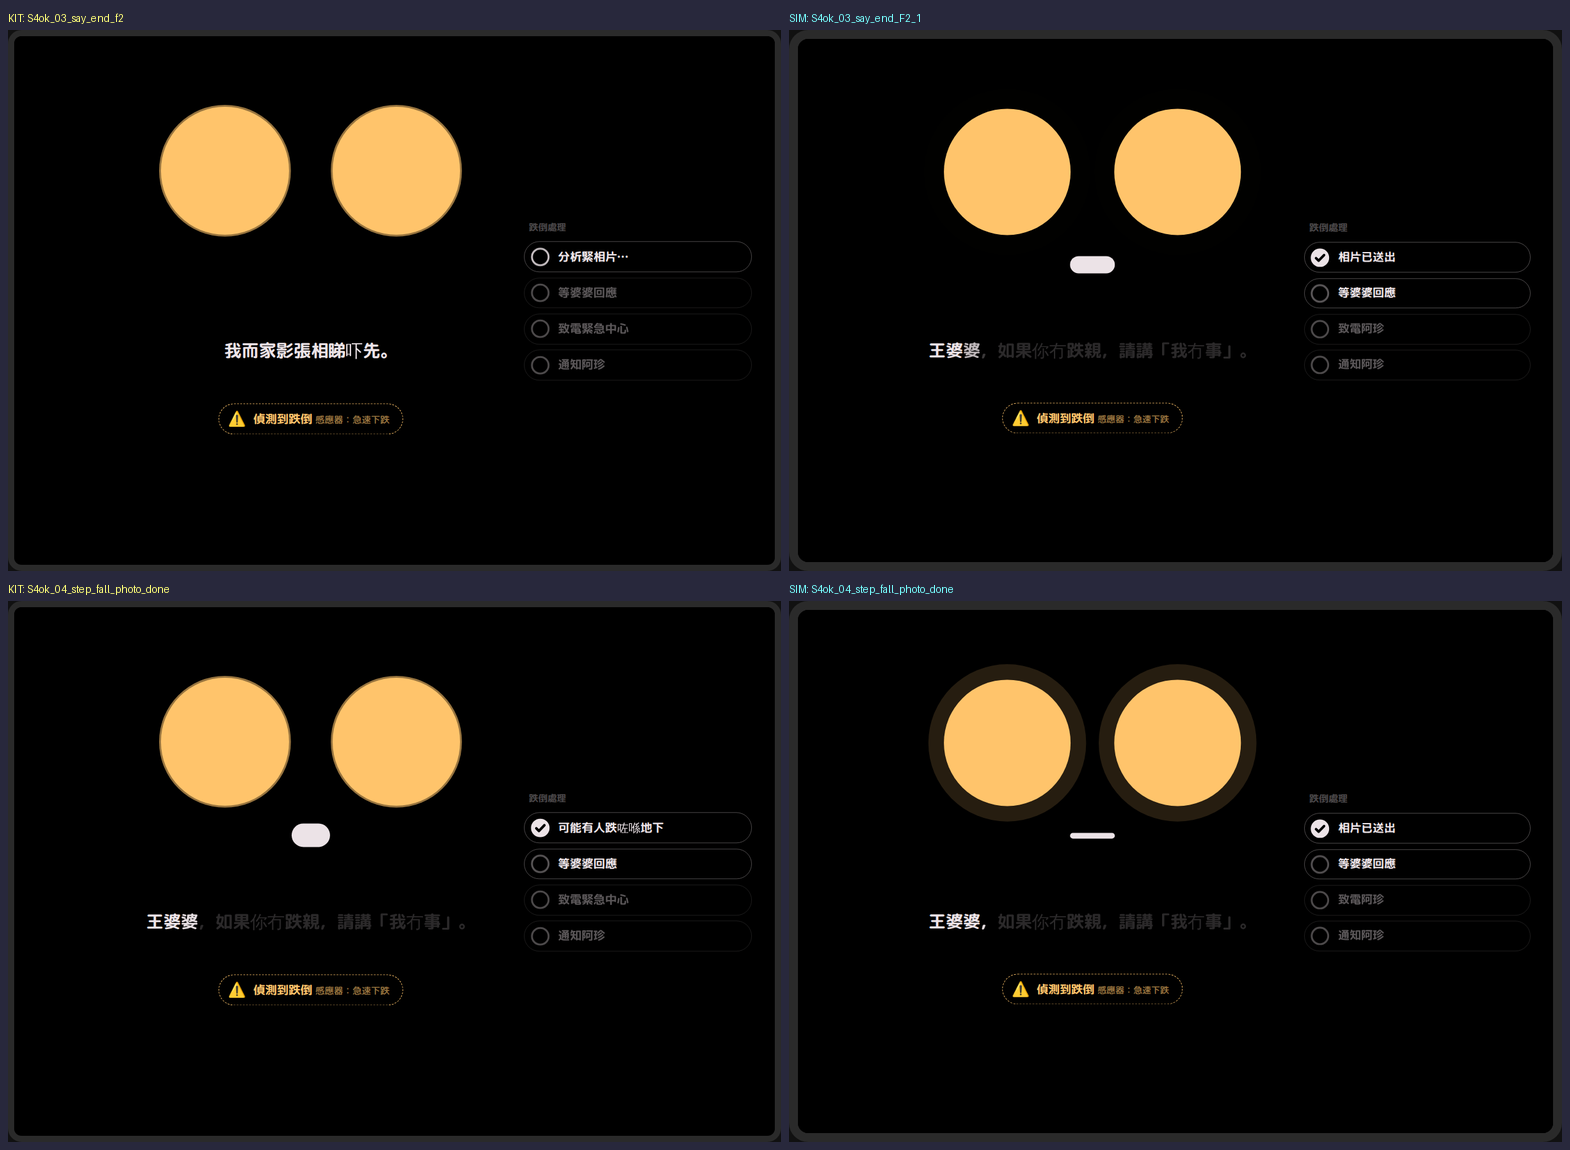 KIT: S4ok_03_say_end_f2
跌倒處理
分析緊相片…
等婆婆回應
致電緊急中心
通知阿珍
我而家影張相睇吓先。
⚠️ 偵測到跌倒 感應器：急速下跌
SIM: S4ok_03_say_end_F2_1
跌倒處理
相片已送出
等婆婆回應
致電阿珍
通知阿珍
王婆婆，如果你冇跌親，請講「我冇事」。
⚠️ 偵測到跌倒 感應器：急速下跌
KIT: S4ok_04_step_fall_photo_done
跌倒處理
可能有人跌咗喺地下
等婆婆回應
致電緊急中心
通知阿珍
王婆婆，如果你冇跌親，請講「我冇事」。
⚠️ 偵測到跌倒 感應器：急速下跌
SIM: S4ok_04_step_fall_photo_done
跌倒處理
相片已送出
等婆婆回應
致電阿珍
通知阿珍
王婆婆，如果你冇跌親，請講「我冇事」。
⚠️ 偵測到跌倒 感應器：急速下跌